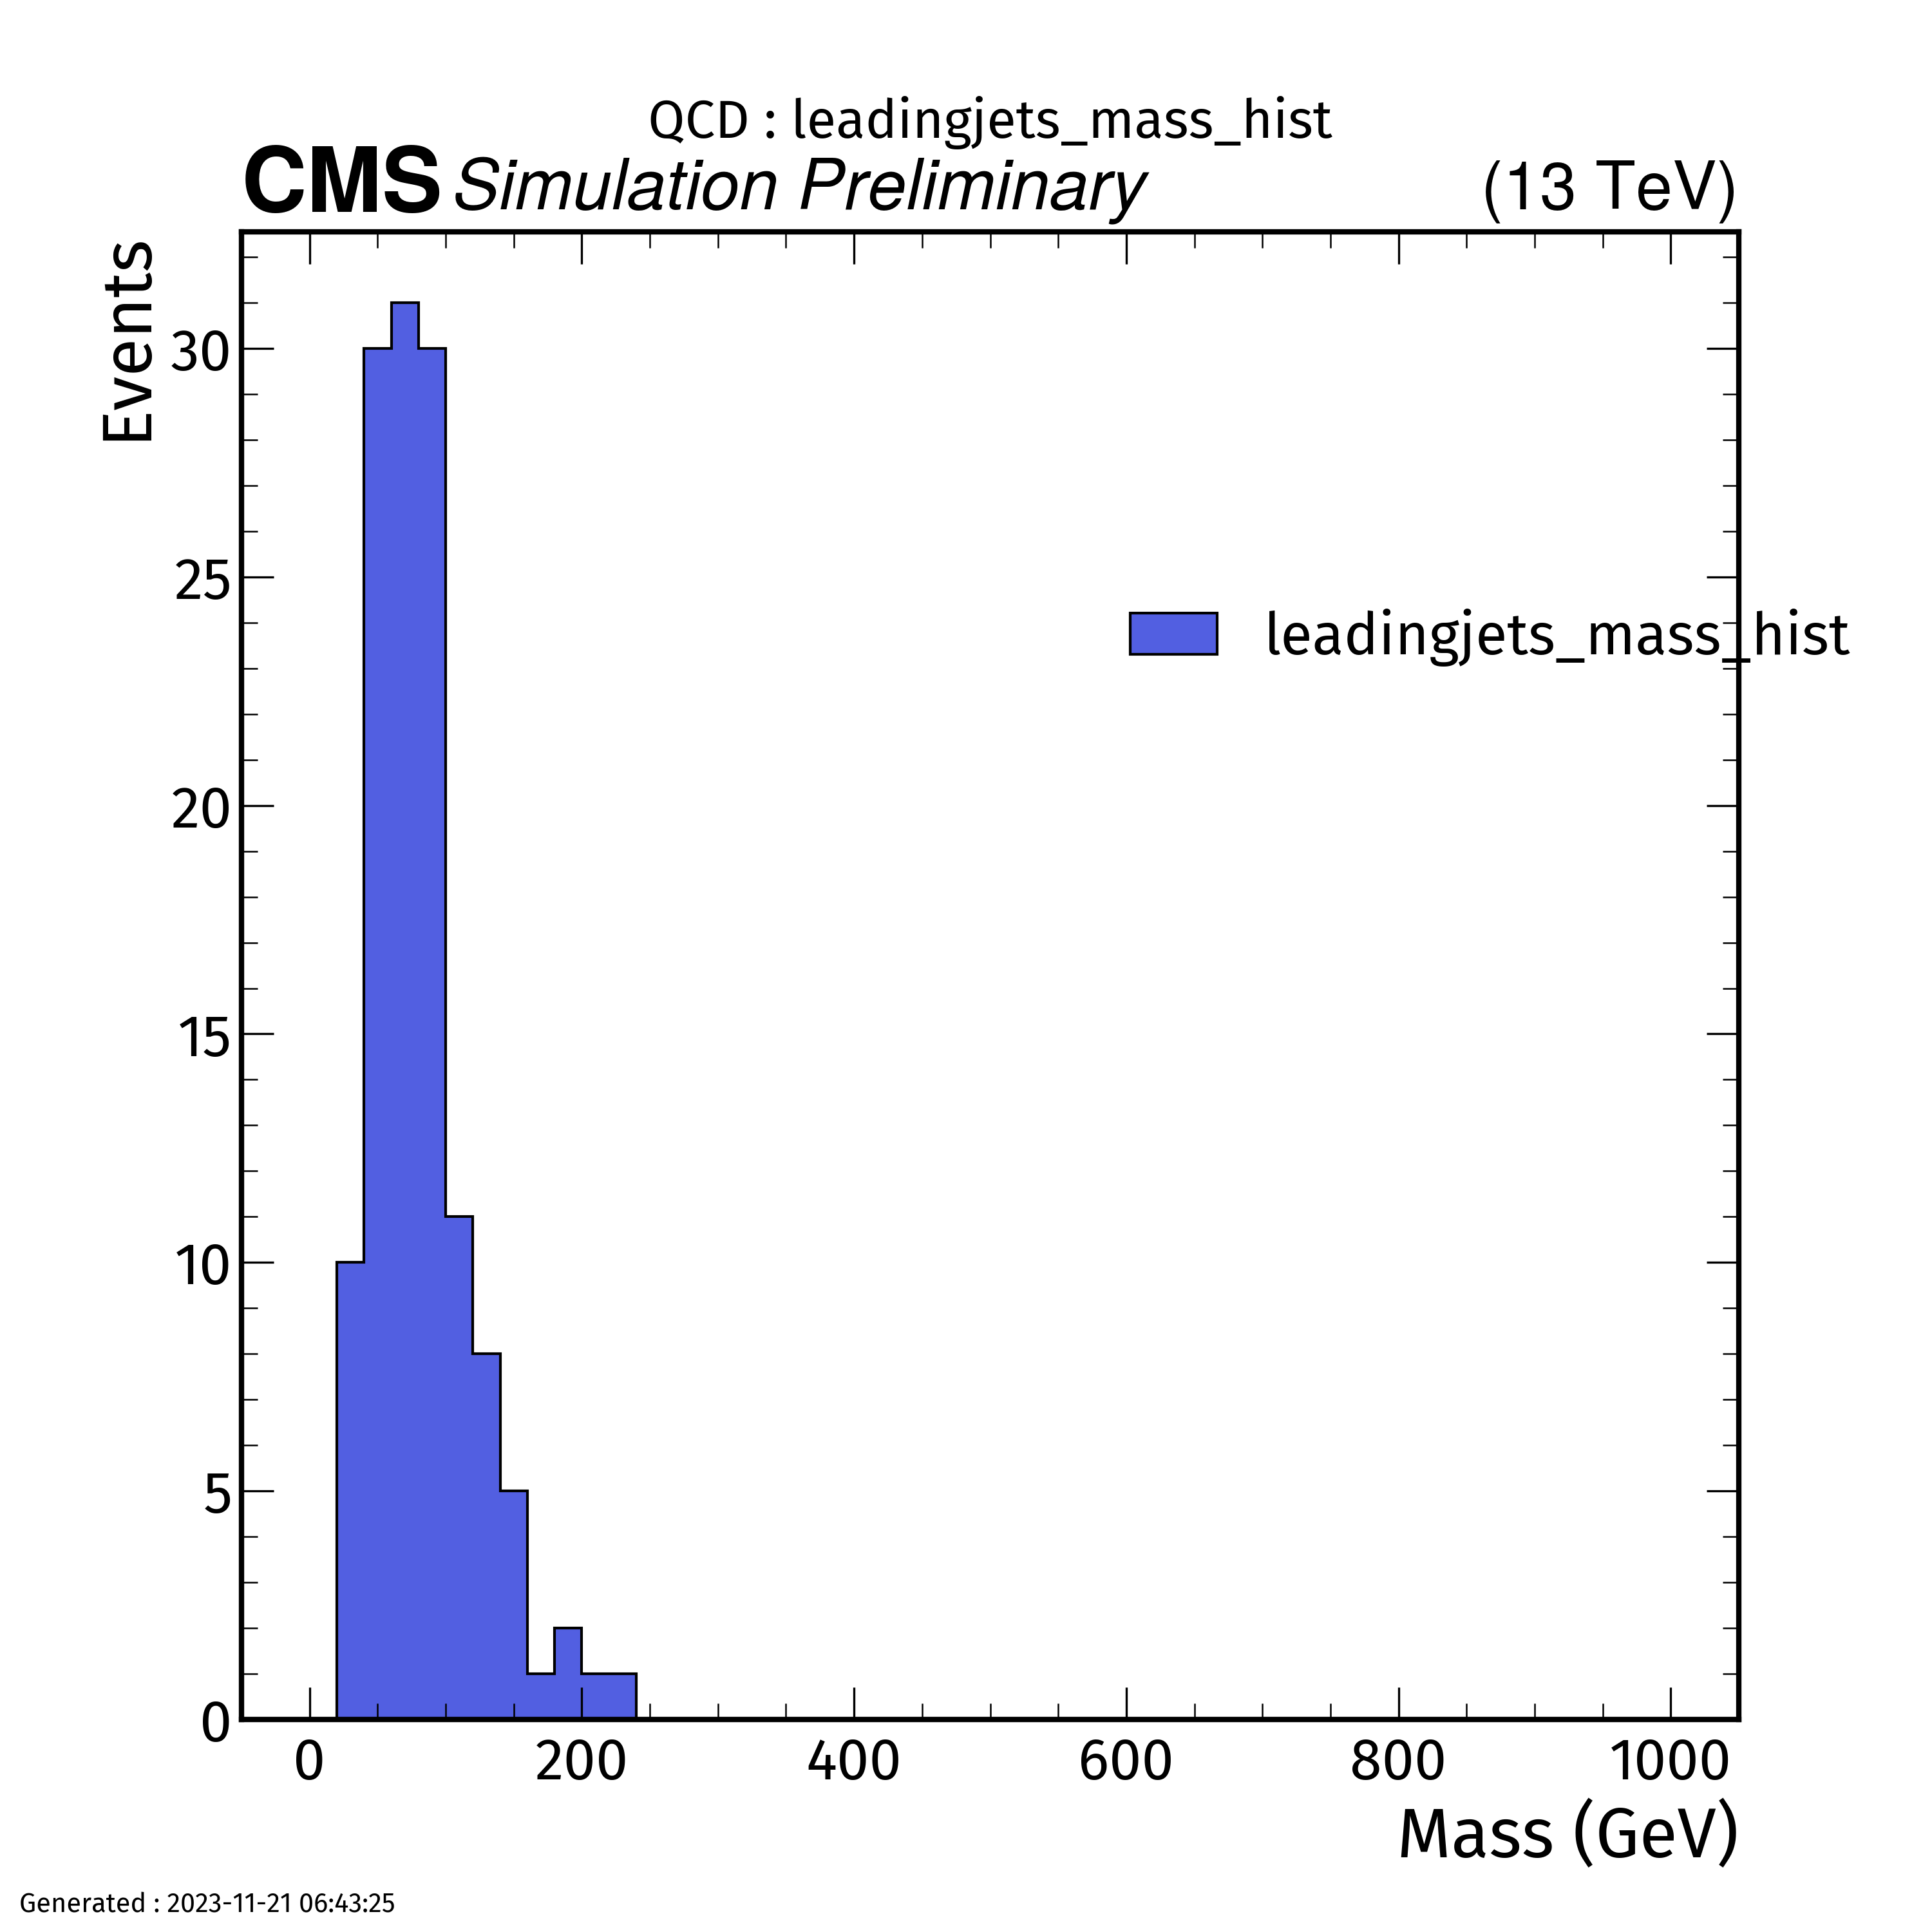 QCD : leadingjets_mass_hist
CMS Simulation Preliminary (13 TeV)
Events
30
25
leadingjets_mass_hist
20
15
10
5
0
0 200 400 600 800 1000
Mass (GeV)
Generated : 2023-11-21 06:43:25